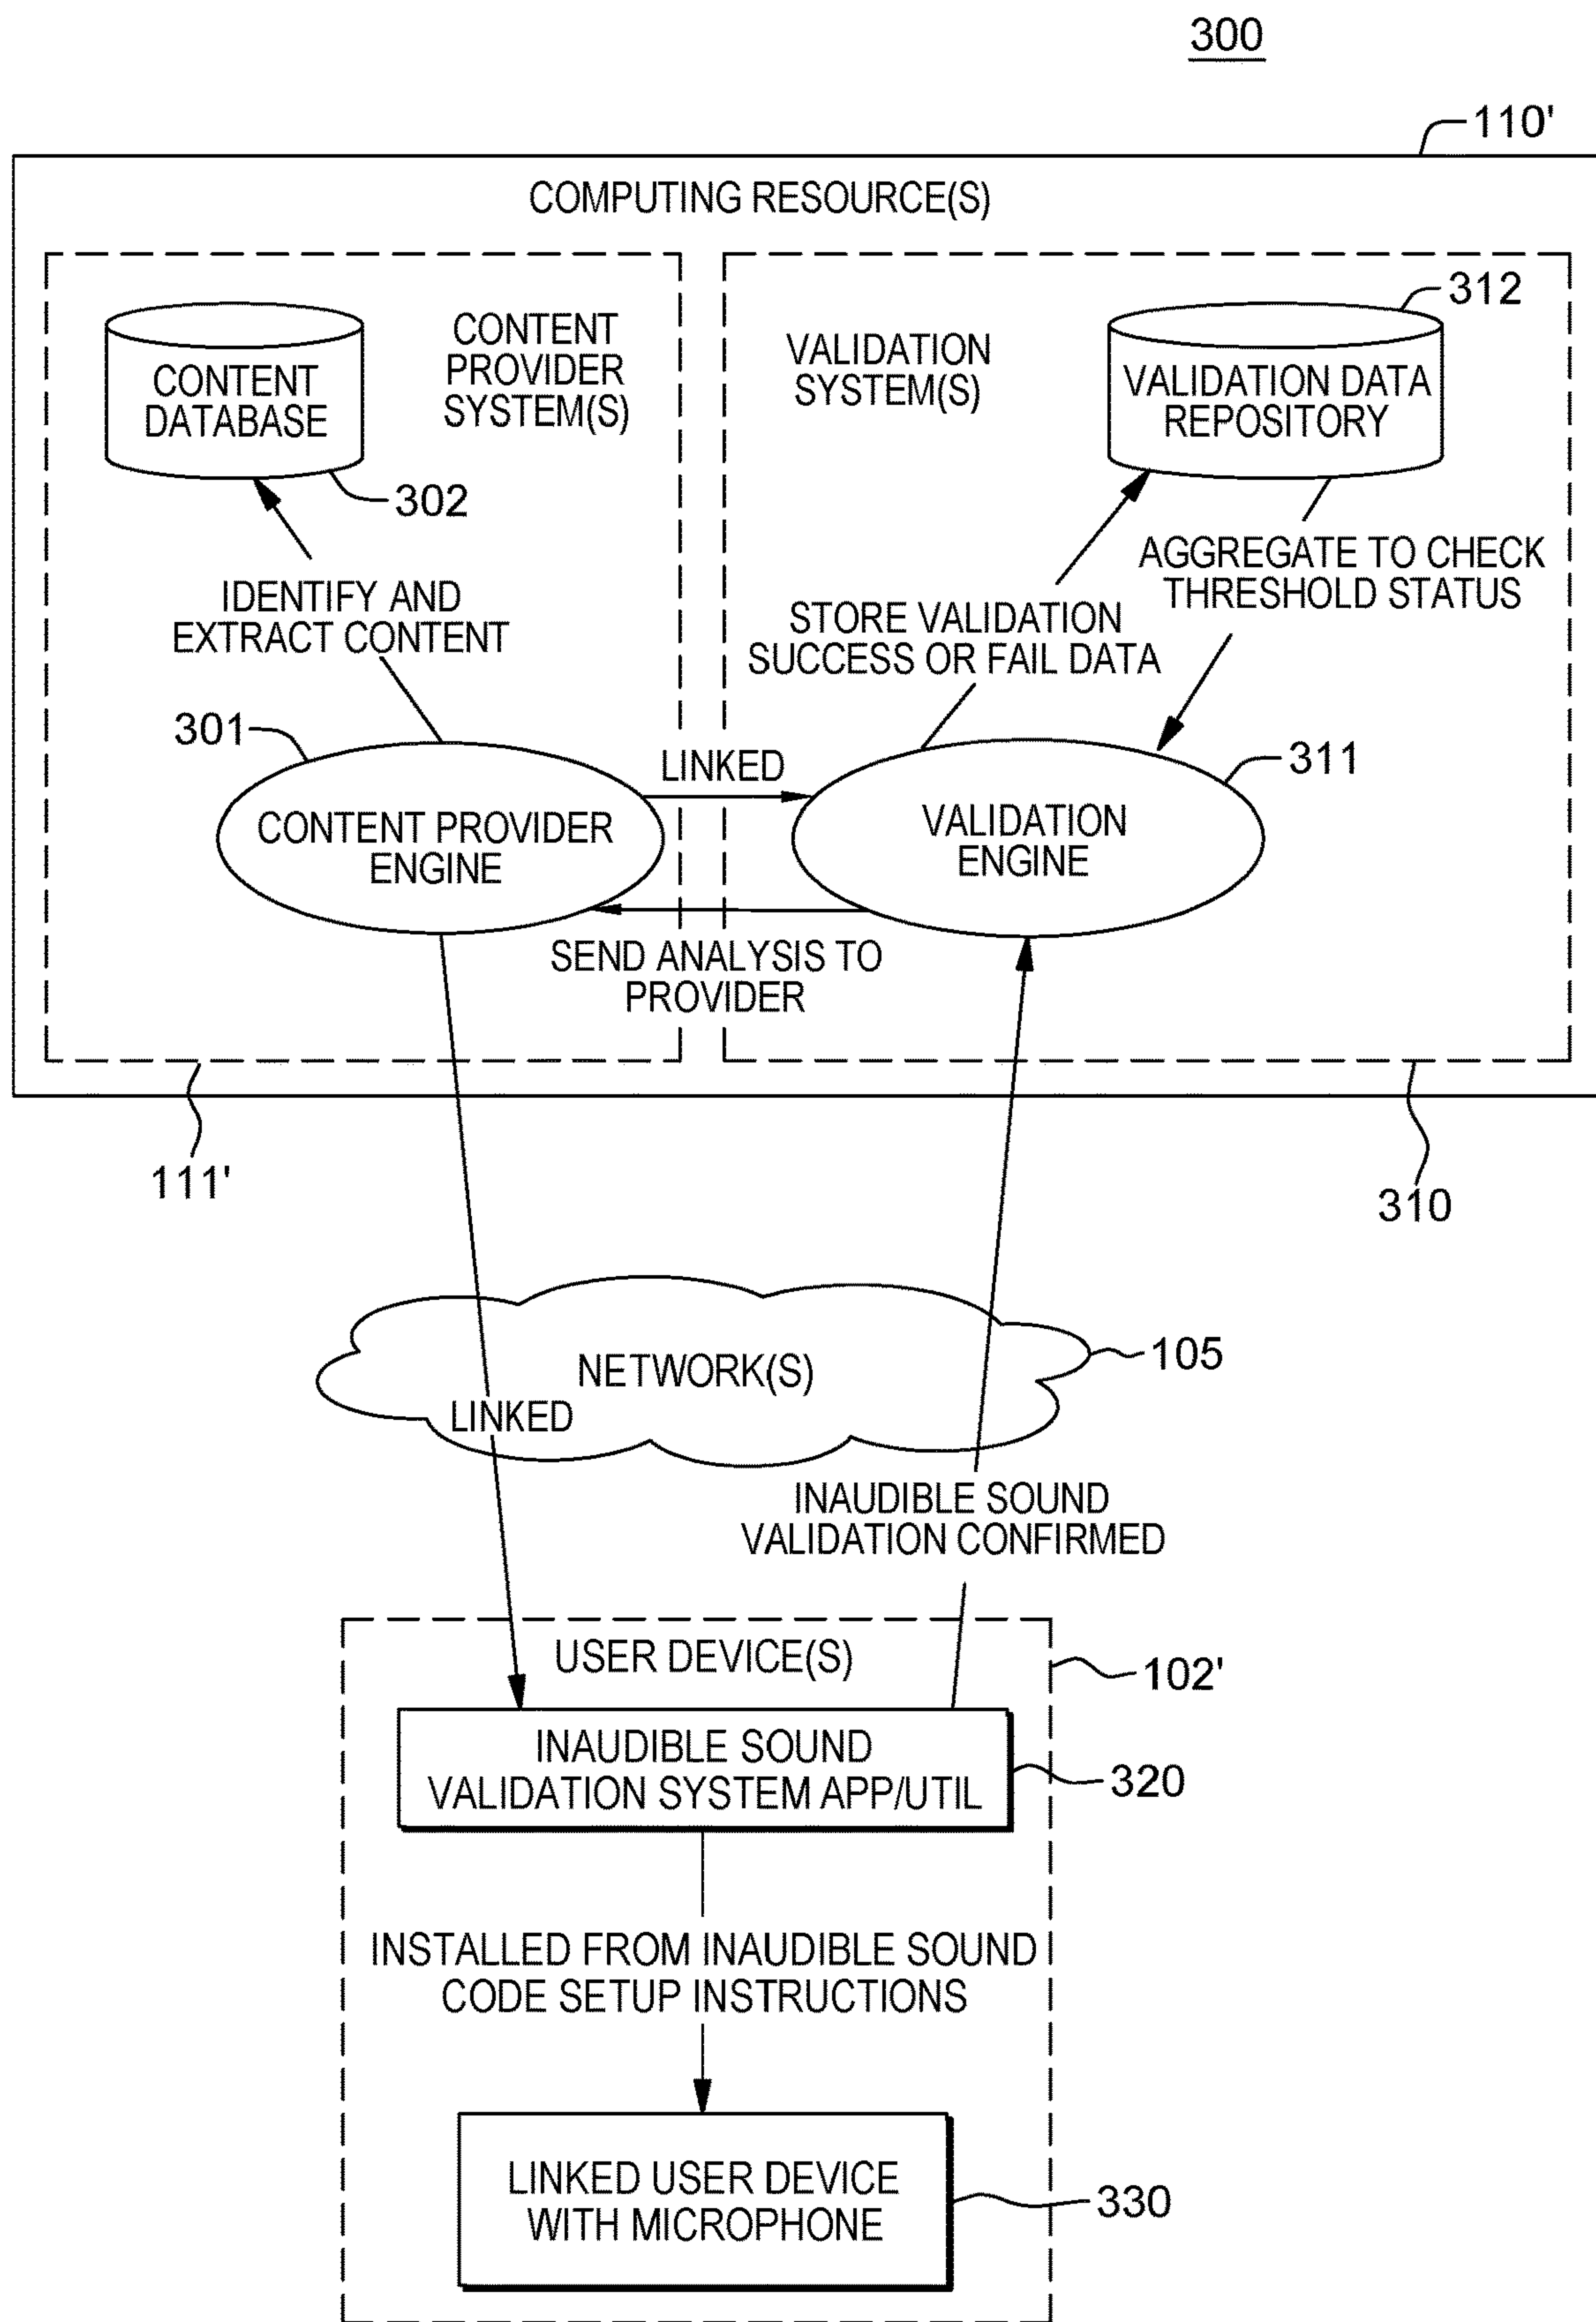 300
110'
COMPUTING RESOURCE(S)
CONTENT
DATABASE
302
CONTENT
PROVIDER
SYSTEM(S)
VALIDATION
SYSTEM(S)
312
VALIDATION DATA
REPOSITORY
IDENTIFY AND
EXTRACT CONTENT
STORE VALIDATION
SUCCESS OR FAIL DATA
AGGREGATE TO CHECK
THRESHOLD STATUS
301
CONTENT PROVIDER
ENGINE
LINKED
311
VALIDATION
ENGINE
SEND ANALYSIS TO
PROVIDER
111'
310
NETWORK(S)
105
LINKED
INAUDIBLE SOUND
VALIDATION CONFIRMED
USER DEVICE(S)
102'
INAUDIBLE SOUND
VALIDATION SYSTEM APP/UTIL
320
INSTALLED FROM INAUDIBLE SOUND
CODE SETUP INSTRUCTIONS
LINKED USER DEVICE
WITH MICROPHONE
330